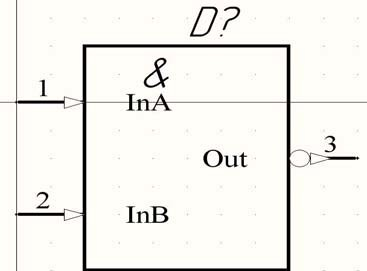 D?
&
1 InA
Out 3
2 InB